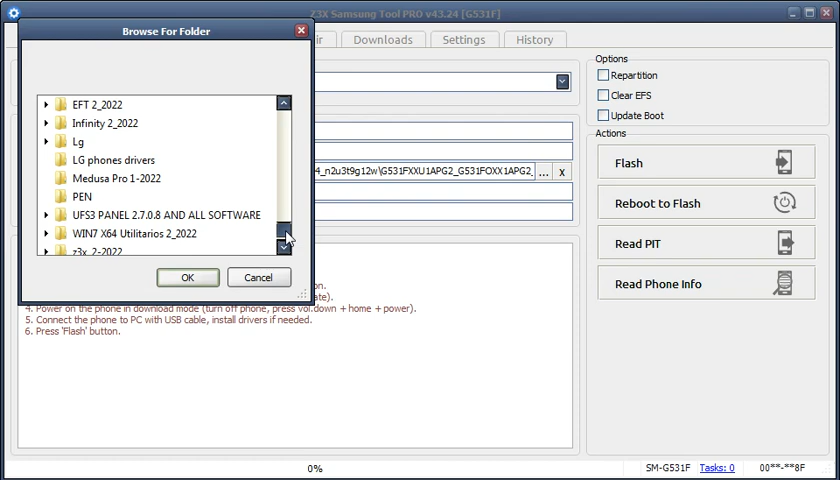 Z3X Samsung Tool PRO v43.24 [G531F]
Browse For Folder
Downloads
Settings
History
EFT 2_2022
Infinity 2_2022
Lg
LG phones drivers
Medusa Pro 1-2022
PEN
UFS3 PANEL 2.7.0.8 AND ALL SOFTWARE
WIN7 X64 Utilitarios 2_2022
z3x 2-2022
OK
Cancel
4_n2u3t9g12w\G531FXXU1APG2_G531FOXX1APG2_
...
x
4. Power on the phone in download mode (turn off phone, press vol.down + home + power).
5. Connect the phone to PC with USB cable, install drivers if needed.
6. Press 'Flash' button.
Options
Repartition
Clear EFS
Update Boot
Actions
Flash
Reboot to Flash
Read PIT
Read Phone Info
0%
SM-G531F
Tasks: 0
00**-**8F